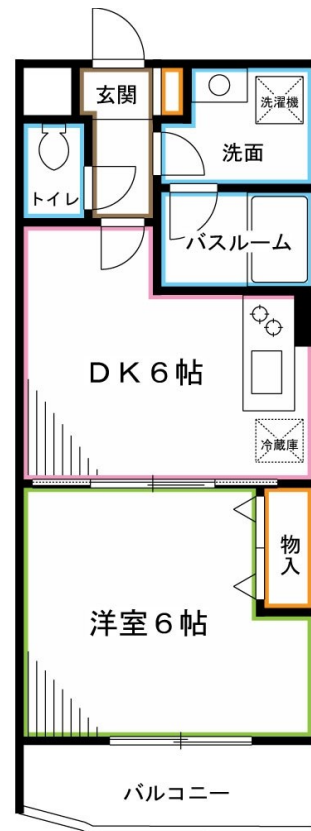 玄関
洗濯機
洗面
トイレ
バスルーム
DK6帖
冷蔵庫
物入
洋室6帖
バルコニー